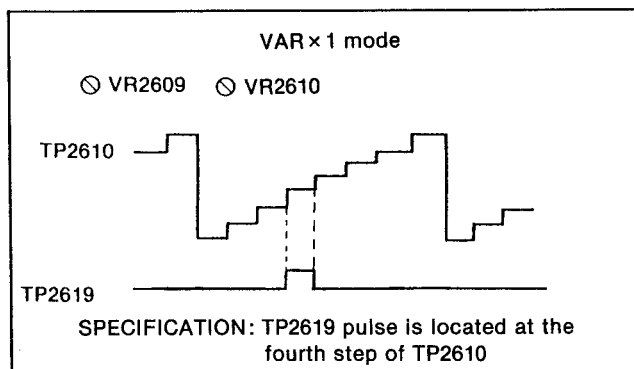 VAR × 1 mode
VR2609 VR2610
TP2610
TP2619
SPECIFICATION: TP2619 pulse is located at the
fourth step of TP2610